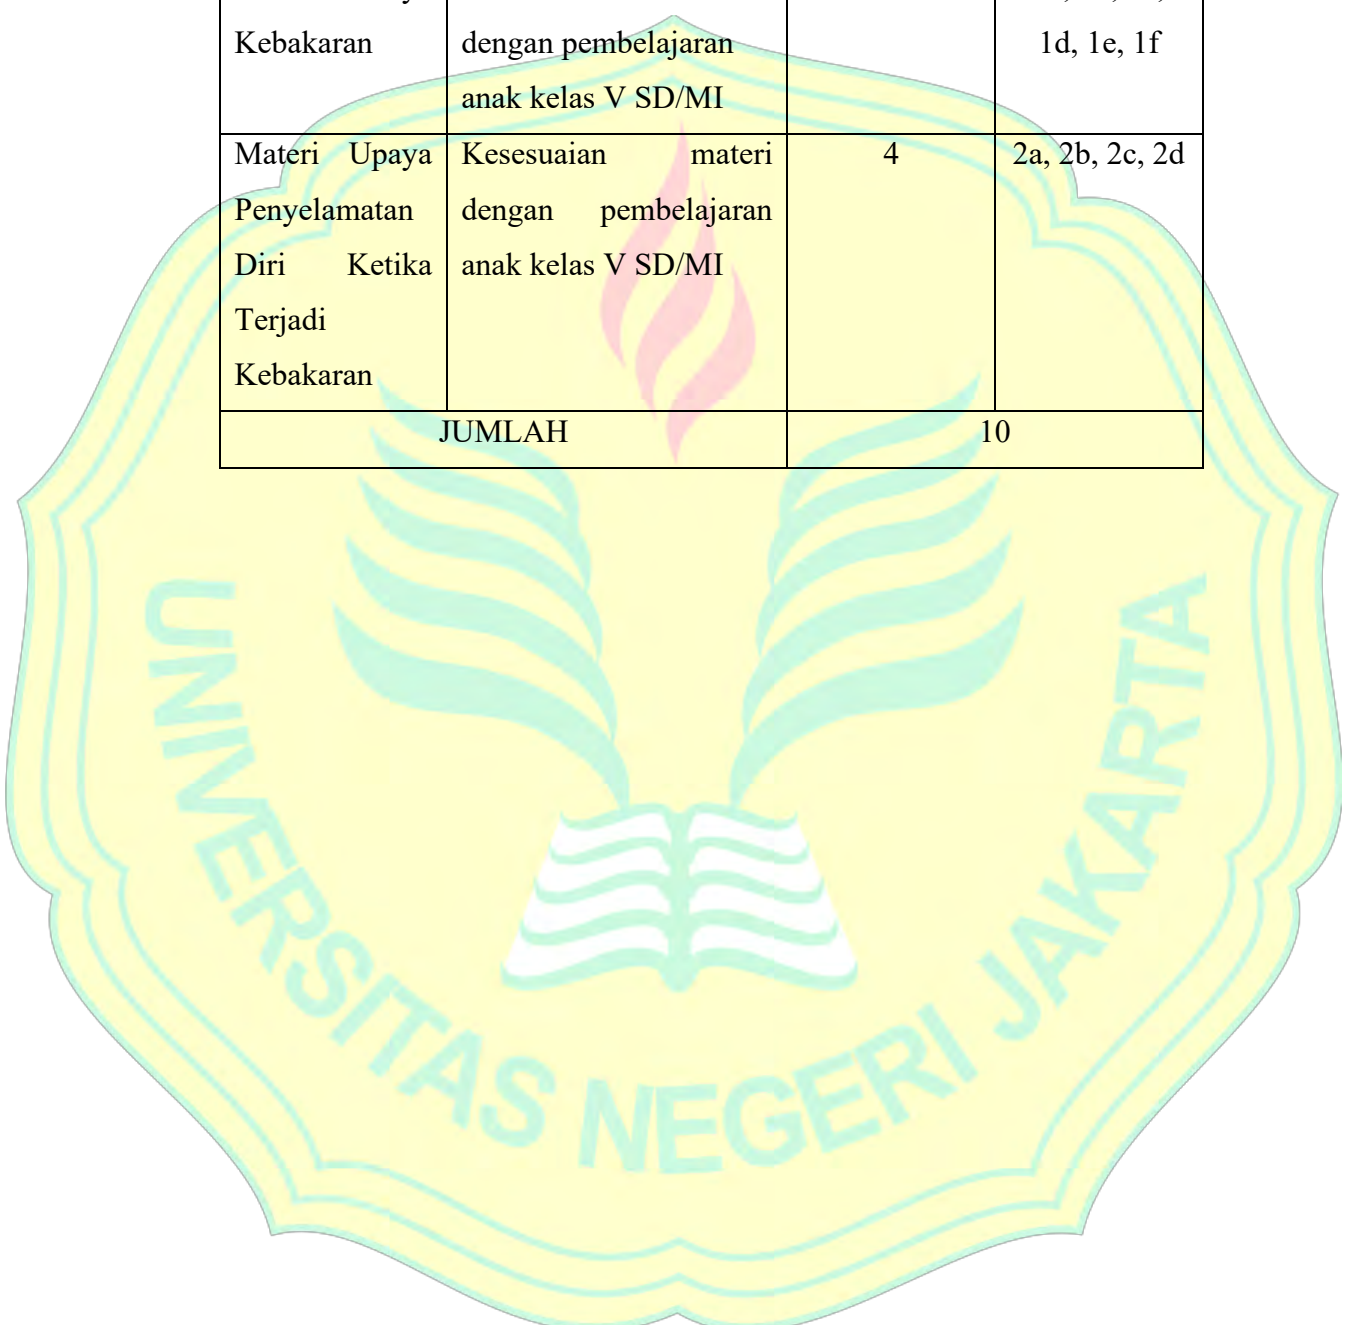 Kebakaran dengan pembelajaran 1d, 1e, 1f
anak kelas V SD/MI
Materi Upaya Kesesuaian materi 4 2a, 2b, 2c, 2d
Penyelamatan dengan pembelajaran
Diri Ketika anak kelas V SD/MI
Terjadi
Kebakaran
JUMLAH 10
UNIVERSITAS NEGERI JAKARTA